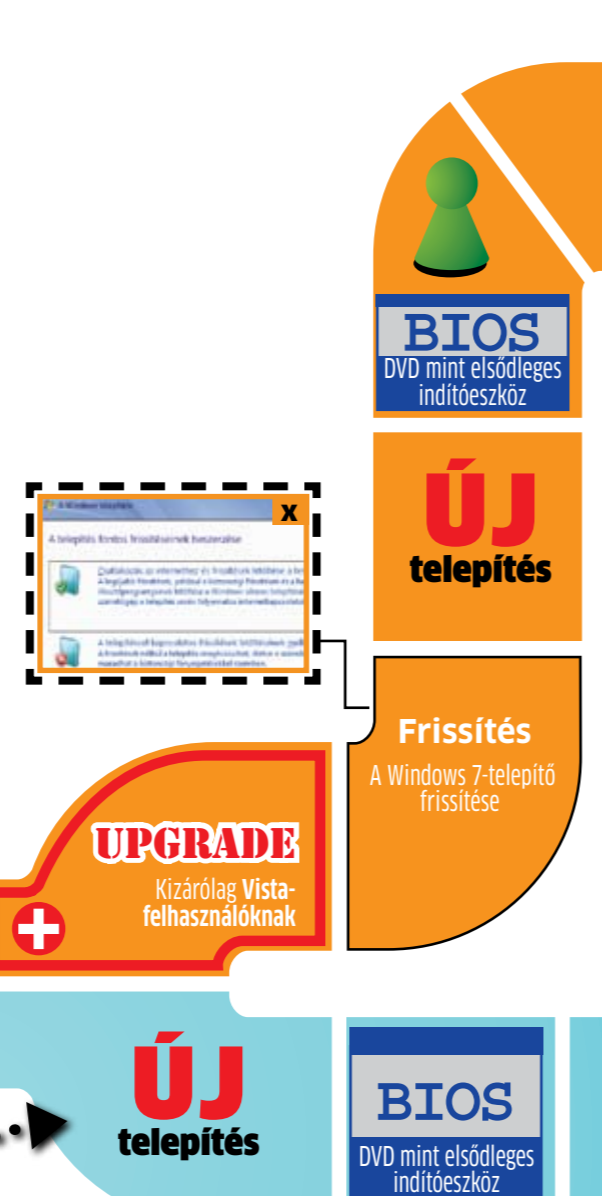 BIOS
DVD mint elsődleges
indítóeszköz
ÚJ
telepítés
X
A telepítés fontos frissítéseinek beszerzése
Frissítés
A Windows 7-telepítő
frissítése
UPGRADE
Kizárólag Vista-
felhasználóknak
ÚJ
telepítés
BIOS
DVD mint elsődleges
indítóeszköz